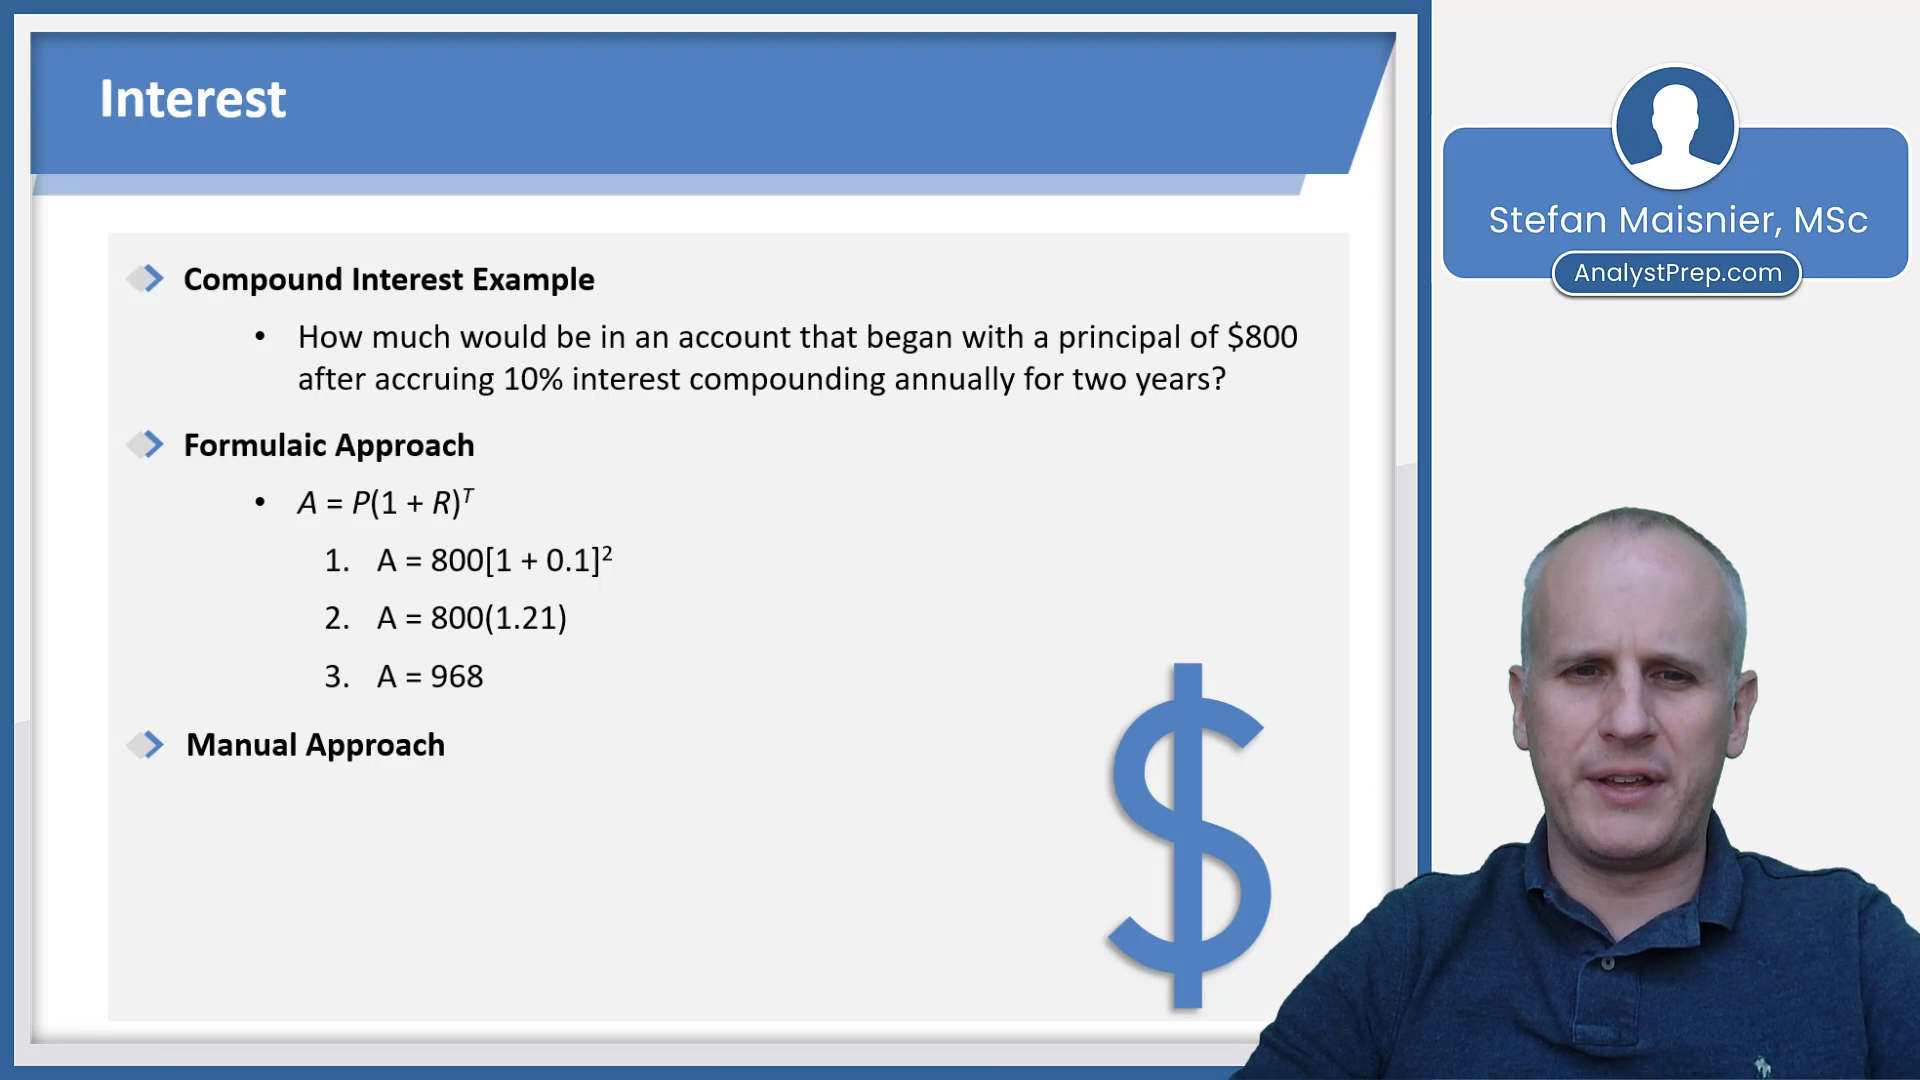 Interest
Compound Interest Example
• How much would be in an account that began with a principal of $800
after accruing 10% interest compounding annually for two years?
Formulaic Approach
• A = P(1 + R)ᵀ
1. A = 800[1 + 0.1]²
2. A = 800(1.21)
3. A = 968
Manual Approach
$
Stefan Maisnier, MSc
AnalystPrep.com